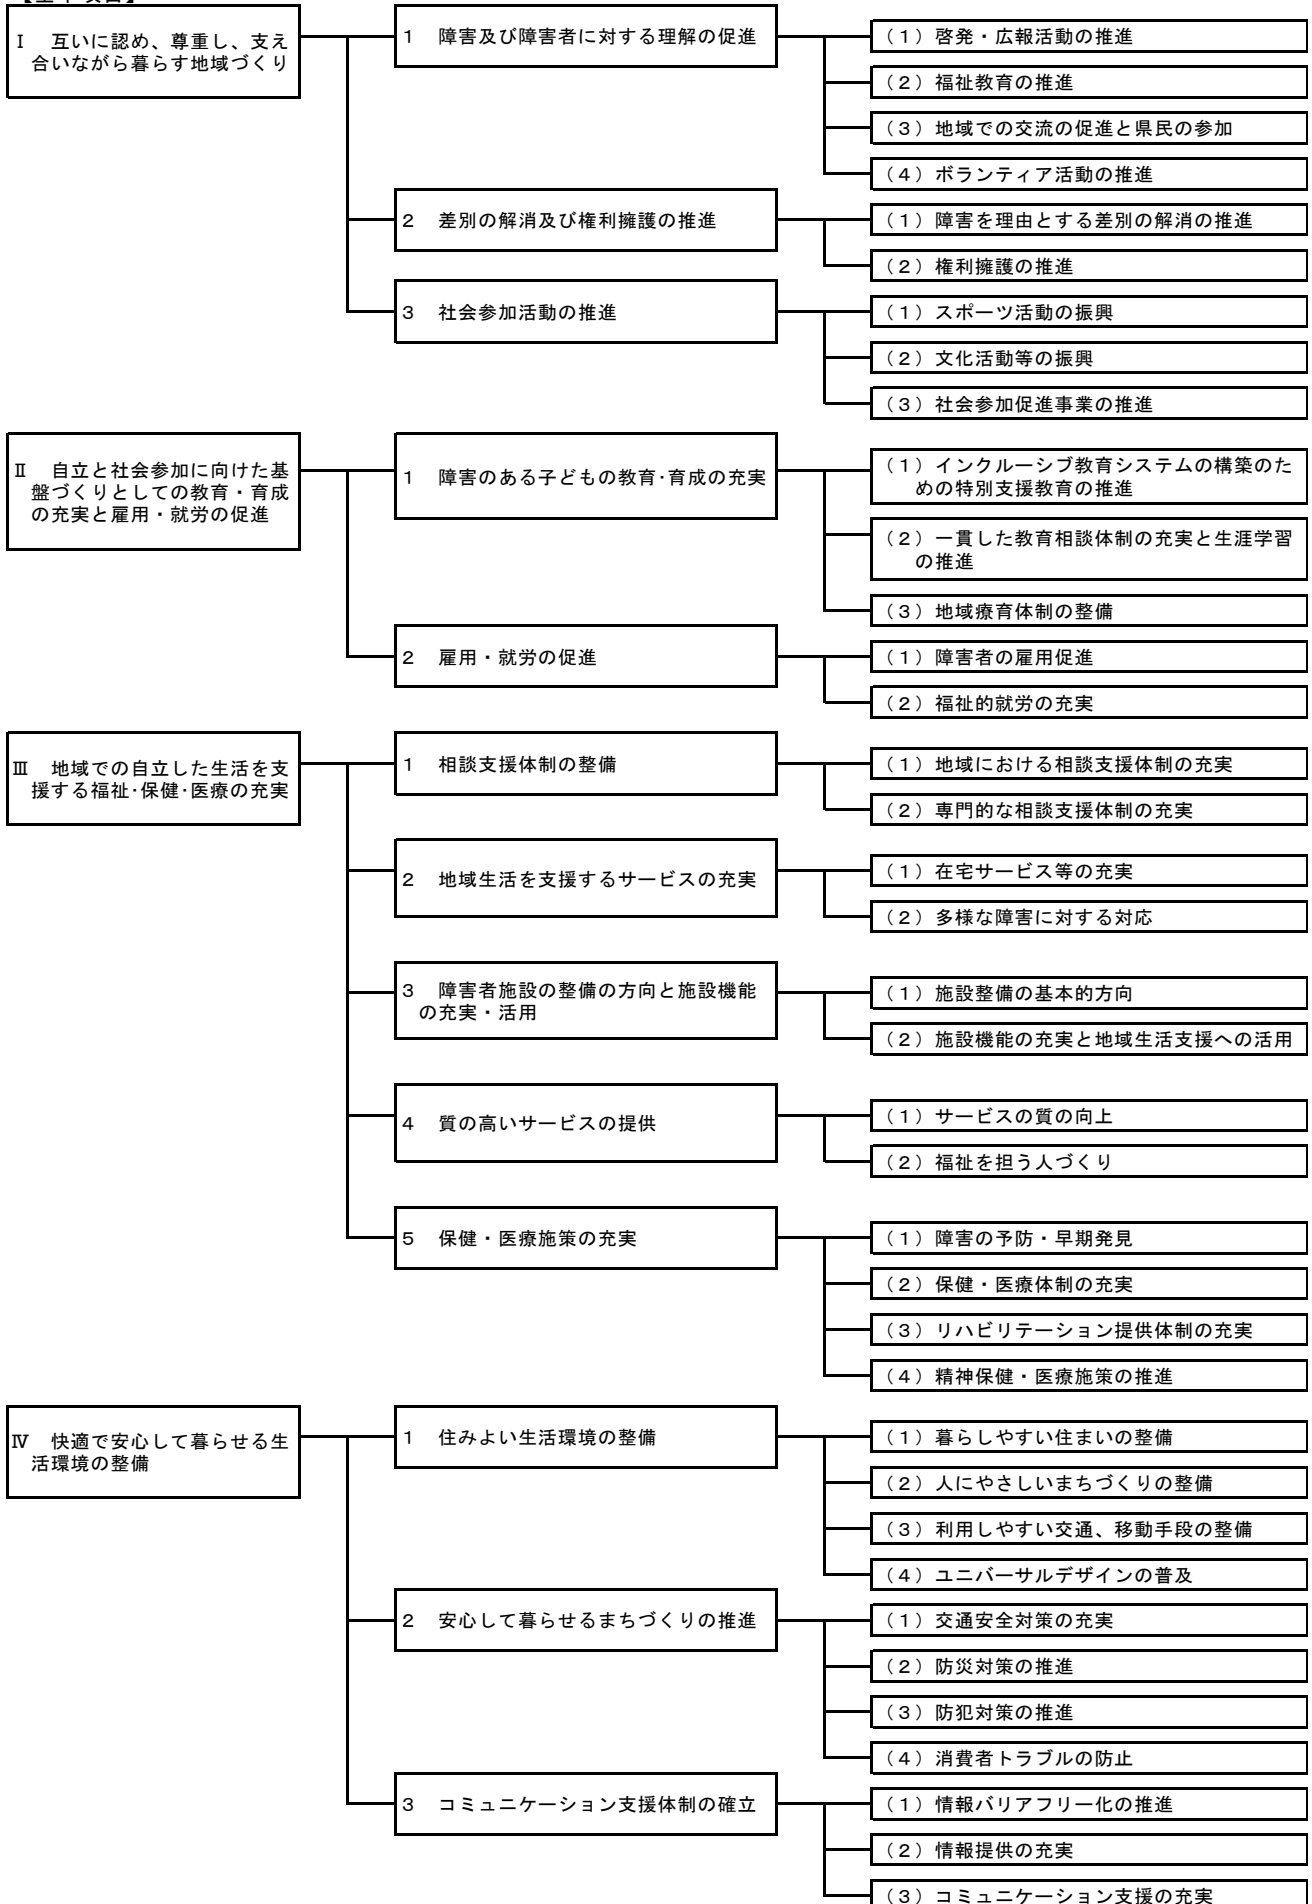 Ⅰ　互いに認め、尊重し、支え
合いながら暮らす地域づくり
１　障害及び障害者に対する理解の促進
（１）啓発・広報活動の推進
（２）福祉教育の推進
（３）地域での交流の促進と県民の参加
（４）ボランティア活動の推進
２　差別の解消及び権利擁護の推進
（１）障害を理由とする差別の解消の推進
（２）権利擁護の推進
３　社会参加活動の推進
（１）スポーツ活動の振興
（２）文化活動等の振興
（３）社会参加促進事業の推進
Ⅱ　自立と社会参加に向けた基
盤づくりとしての教育・育成
の充実と雇用・就労の促進
１　障害のある子どもの教育･育成の充実
（１）インクルーシブ教育システムの構築のた
めの特別支援教育の推進
（２）一貫した教育相談体制の充実と生涯学習
の推進
（３）地域療育体制の整備
２　雇用・就労の促進
（１）障害者の雇用促進
（２）福祉的就労の充実
Ⅲ　地域での自立した生活を支
援する福祉･保健･医療の充実
１　相談支援体制の整備
（１）地域における相談支援体制の充実
（２）専門的な相談支援体制の充実
２　地域生活を支援するサービスの充実
（１）在宅サービス等の充実
（２）多様な障害に対する対応
３　障害者施設の整備の方向と施設機能
の充実・活用
（１）施設整備の基本的方向
（２）施設機能の充実と地域生活支援への活用
４　質の高いサービスの提供
（１）サービスの質の向上
（２）福祉を担う人づくり
５　保健・医療施策の充実
（１）障害の予防・早期発見
（２）保健・医療体制の充実
（３）リハビリテーション提供体制の充実
（４）精神保健・医療施策の推進
Ⅳ　快適で安心して暮らせる生
活環境の整備
１　住みよい生活環境の整備
（１）暮らしやすい住まいの整備
（２）人にやさしいまちづくりの整備
（３）利用しやすい交通、移動手段の整備
（４）ユニバーサルデザインの普及
２　安心して暮らせるまちづくりの推進
（１）交通安全対策の充実
（２）防災対策の推進
（３）防犯対策の推進
（４）消費者トラブルの防止
３　コミュニケーション支援体制の確立
（１）情報バリアフリー化の推進
（２）情報提供の充実
（３）コミュニケーション支援の充実